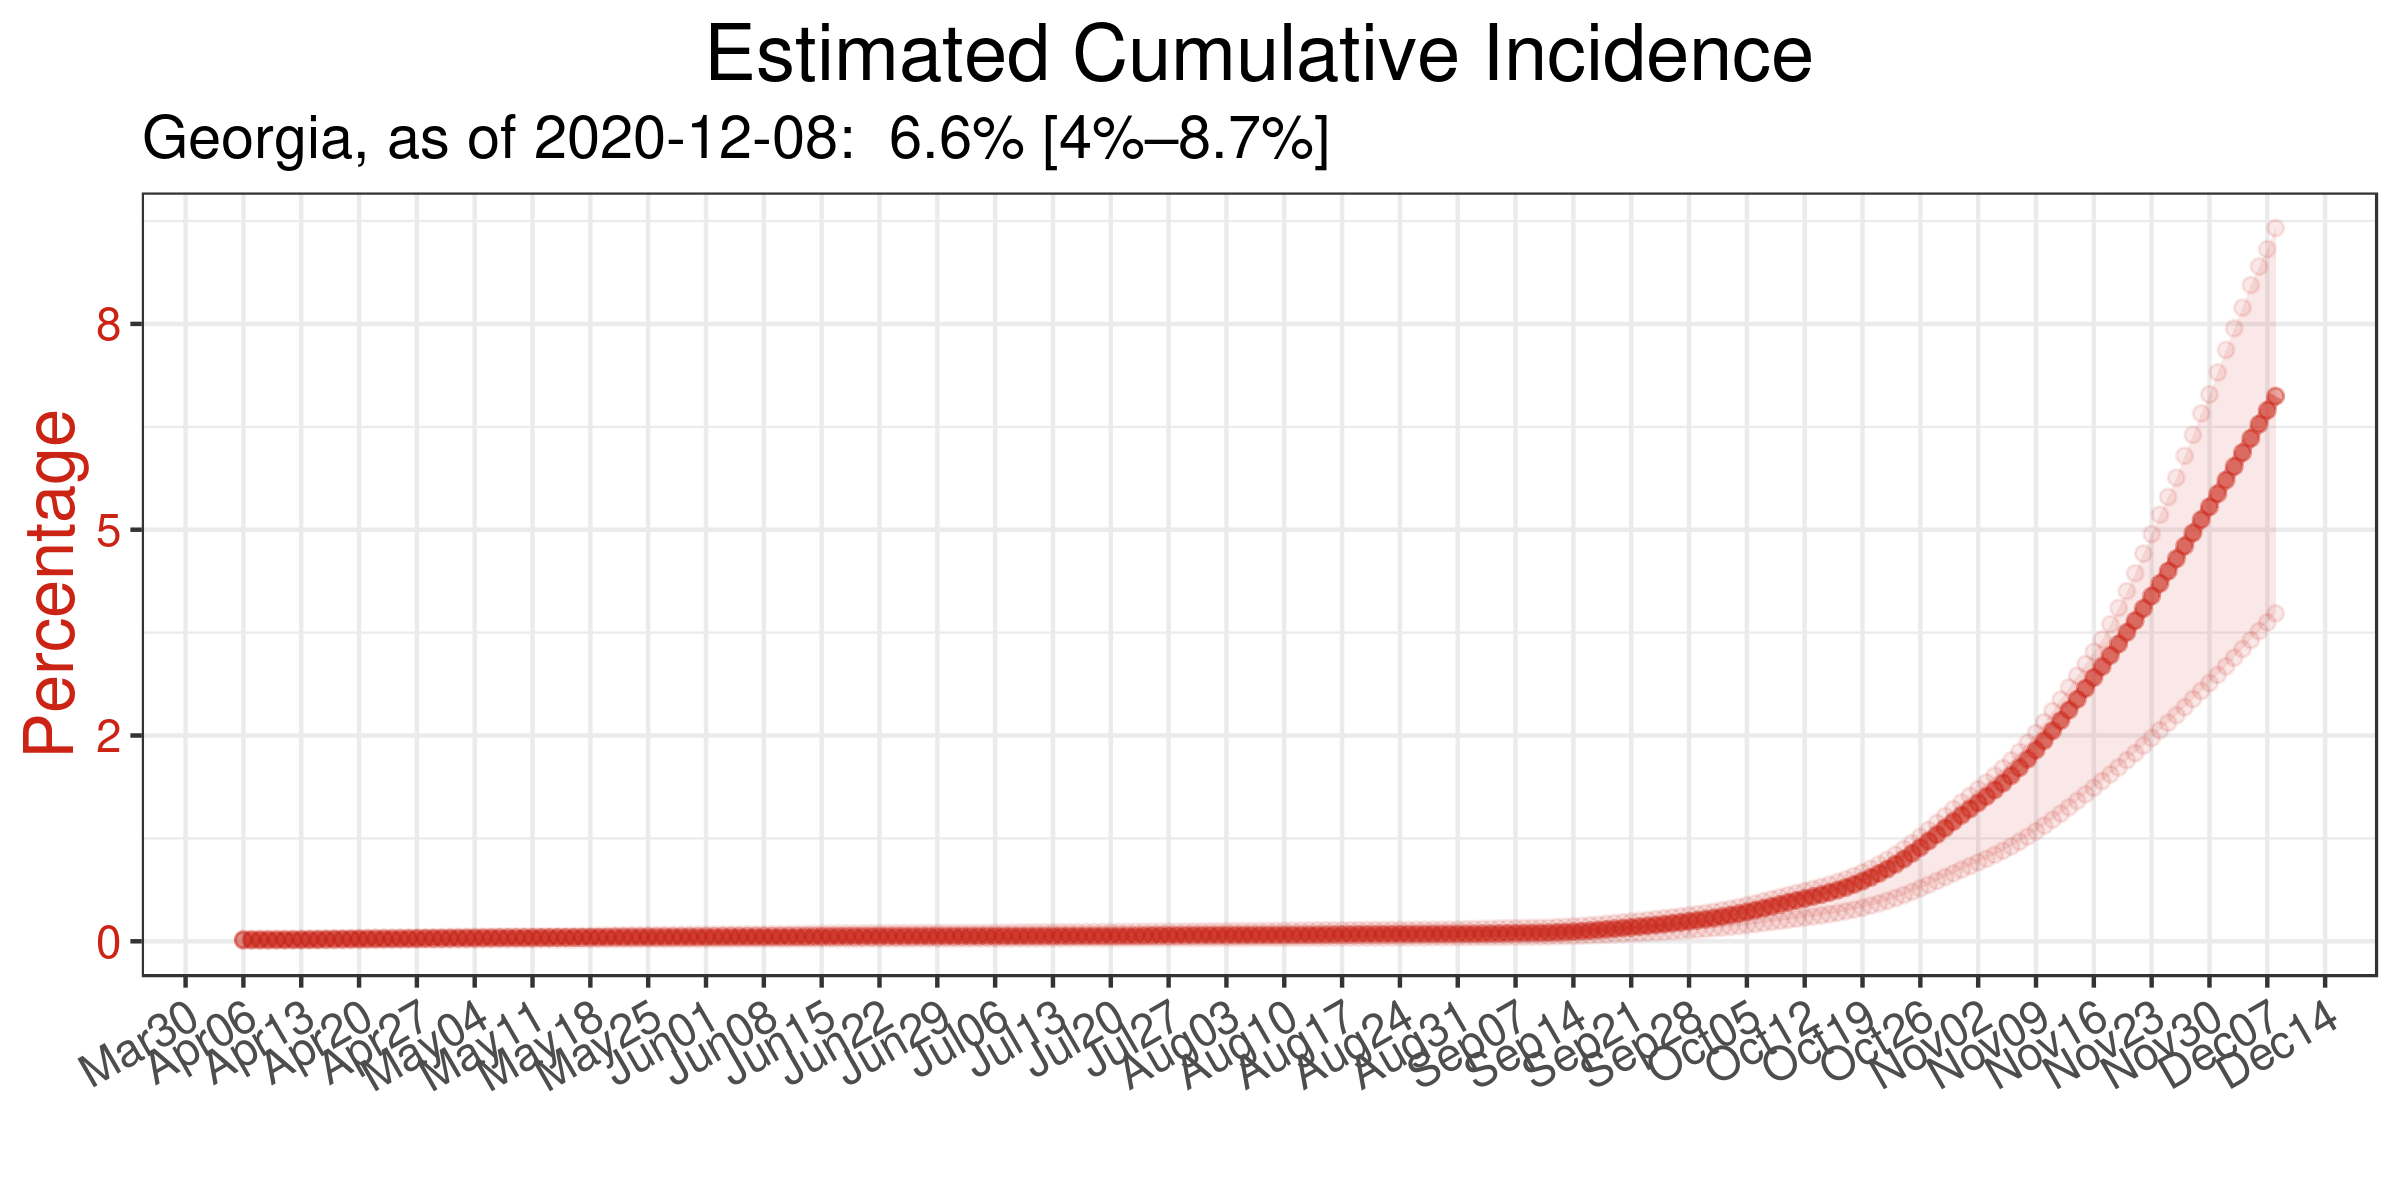 Estimated Cumulative Incidence
Georgia, as of 2020-12-08:  6.6% [4%–8.7%]
Percentage
8
5
2
0
Mar30 Apr06 Apr13 Apr20 Apr27 May04 May11 May18 May25 Jun01 Jun08 Jun15 Jun22 Jun29 Jul06 Jul13 Jul20 Jul27 Aug03 Aug10 Aug17 Aug24 Aug31 Sep07 Sep14 Sep21 Sep28 Oct05 Oct12 Oct19 Oct26 Nov02 Nov09 Nov16 Nov23 Nov30 Dec07 Dec14